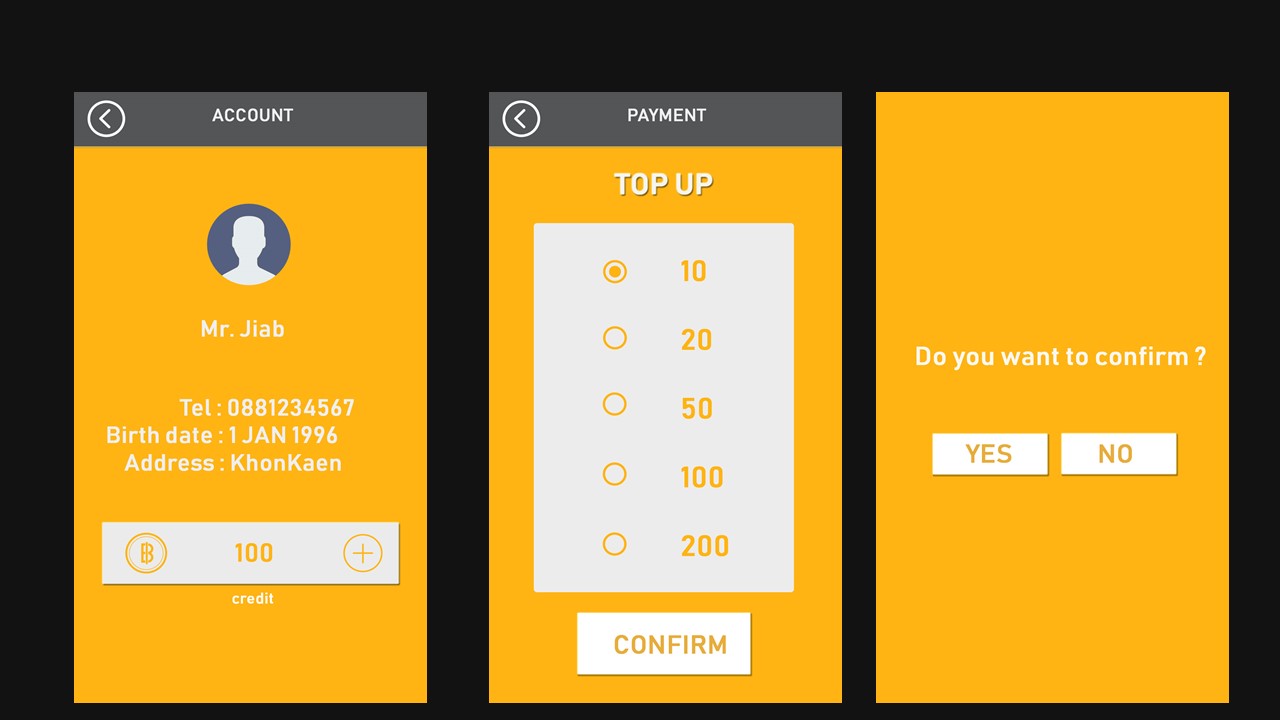 ACCOUNT
Mr. Jiab
Tel : 0881234567
Birth date : 1 JAN 1996
Address : KhonKaen
฿ 100 +
credit
PAYMENT
TOP UP
10
20
50
100
200
CONFIRM
Do you want to confirm ?
YES NO